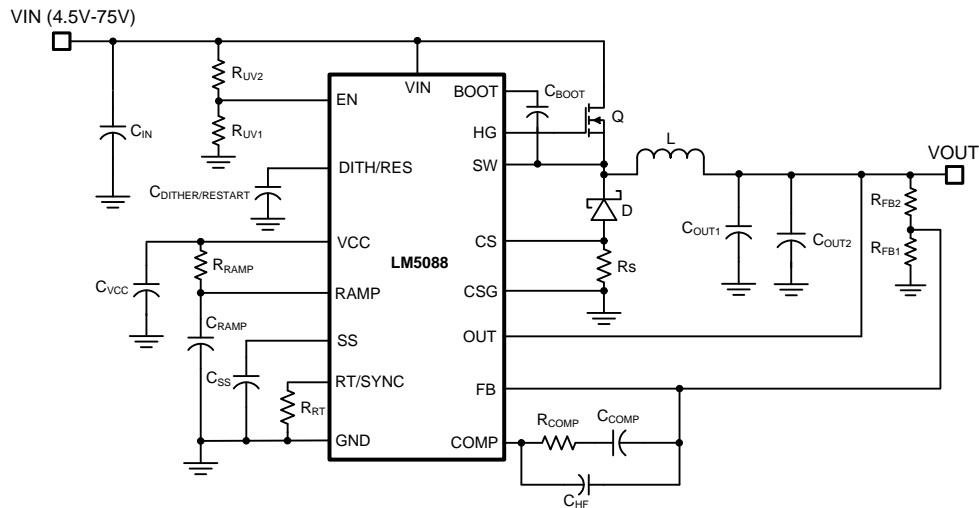 VIN (4.5V-75V)
RUV2
VIN
BOOT
CBOOT
EN
Q
CIN
RUV1
HG
L
VOUT
DITH/RES
SW
CDITHER/RESTART
D
RFB2
COUT1
COUT2
VCC
CS
RFB1
RRAMP
LM5088
RS
CVCC
RAMP
CSG
CRAMP
SS
OUT
CSS
RT/SYNC
FB
RRT
RCOMP
CCOMP
GND
COMP
CHF